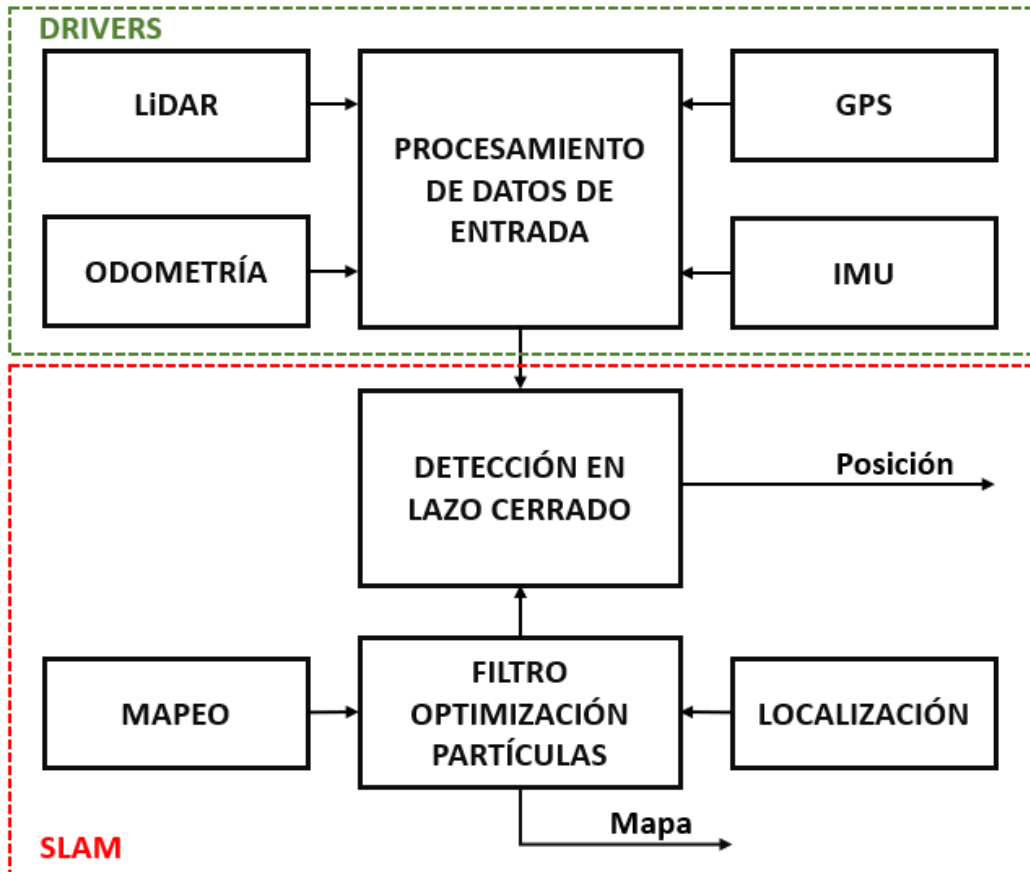 DRIVERS
LiDAR
PROCESAMIENTO
DE DATOS DE
ENTRADA
GPS
ODOMETRÍA
IMU
DETECCIÓN EN
LAZO CERRADO
Posición
MAPEO
FILTRO
OPTIMIZACIÓN
PARTÍCULAS
LOCALIZACIÓN
Mapa
SLAM